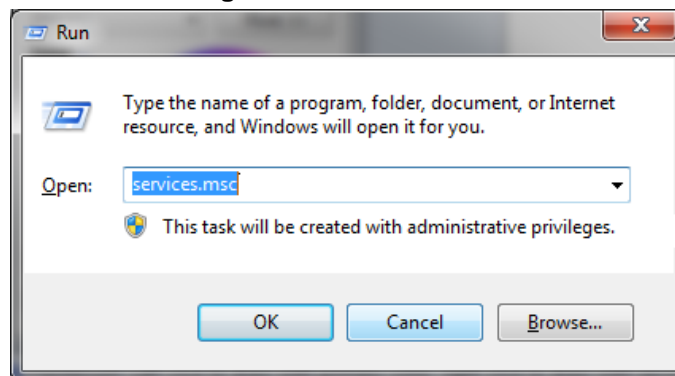 Run
Type the name of a program, folder, document, or Internet
resource, and Windows will open it for you.
Open: services.msc
This task will be created with administrative privileges.
OK Cancel Browse...